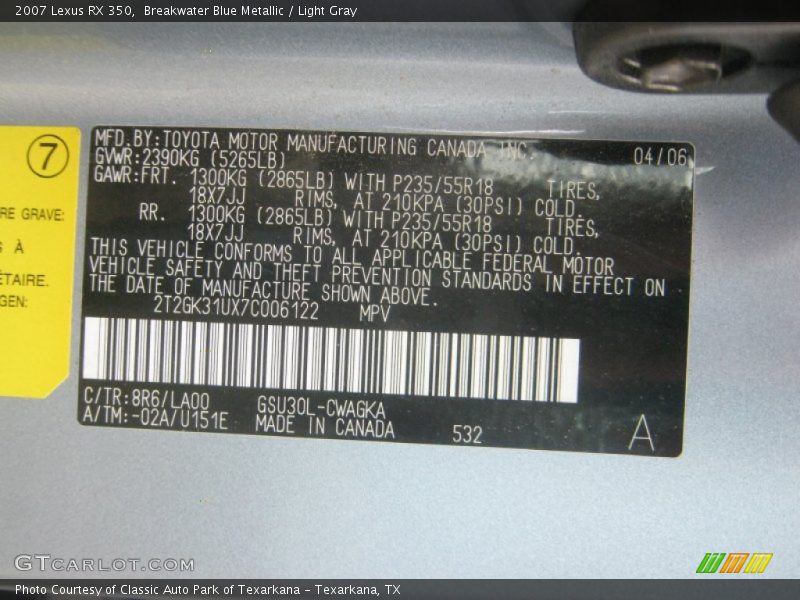 2007 Lexus RX 350,  Breakwater Blue Metallic / Light Gray
7
RE GRAVE:
S À
ÉTAIRE.
GEN:
MFD.BY:TOYOTA MOTOR MANUFACTURING CANADA INC. 04/06
GVWR:2390KG (5265LB)
GAWR:FRT. 1300KG (2865LB) WITH P235/55R18 TIRES,
18X7JJ RIMS, AT 210KPA (30PSI) COLD.
RR. 1300KG (2865LB) WITH P235/55R18 TIRES,
18X7JJ RIMS, AT 210KPA (30PSI) COLD.
THIS VEHICLE CONFORMS TO ALL APPLICABLE FEDERAL MOTOR
VEHICLE SAFETY AND THEFT PREVENTION STANDARDS IN EFFECT ON
THE DATE OF MANUFACTURE SHOWN ABOVE.
2T2GK31UX7C006122 MPV
C/TR:8R6/LA00 GSU30L-CWAGKA
A/TM:-02A/U151E MADE IN CANADA 532 A
GTCARLOT.COM
Photo Courtesy of Classic Auto Park of Texarkana - Texarkana, TX